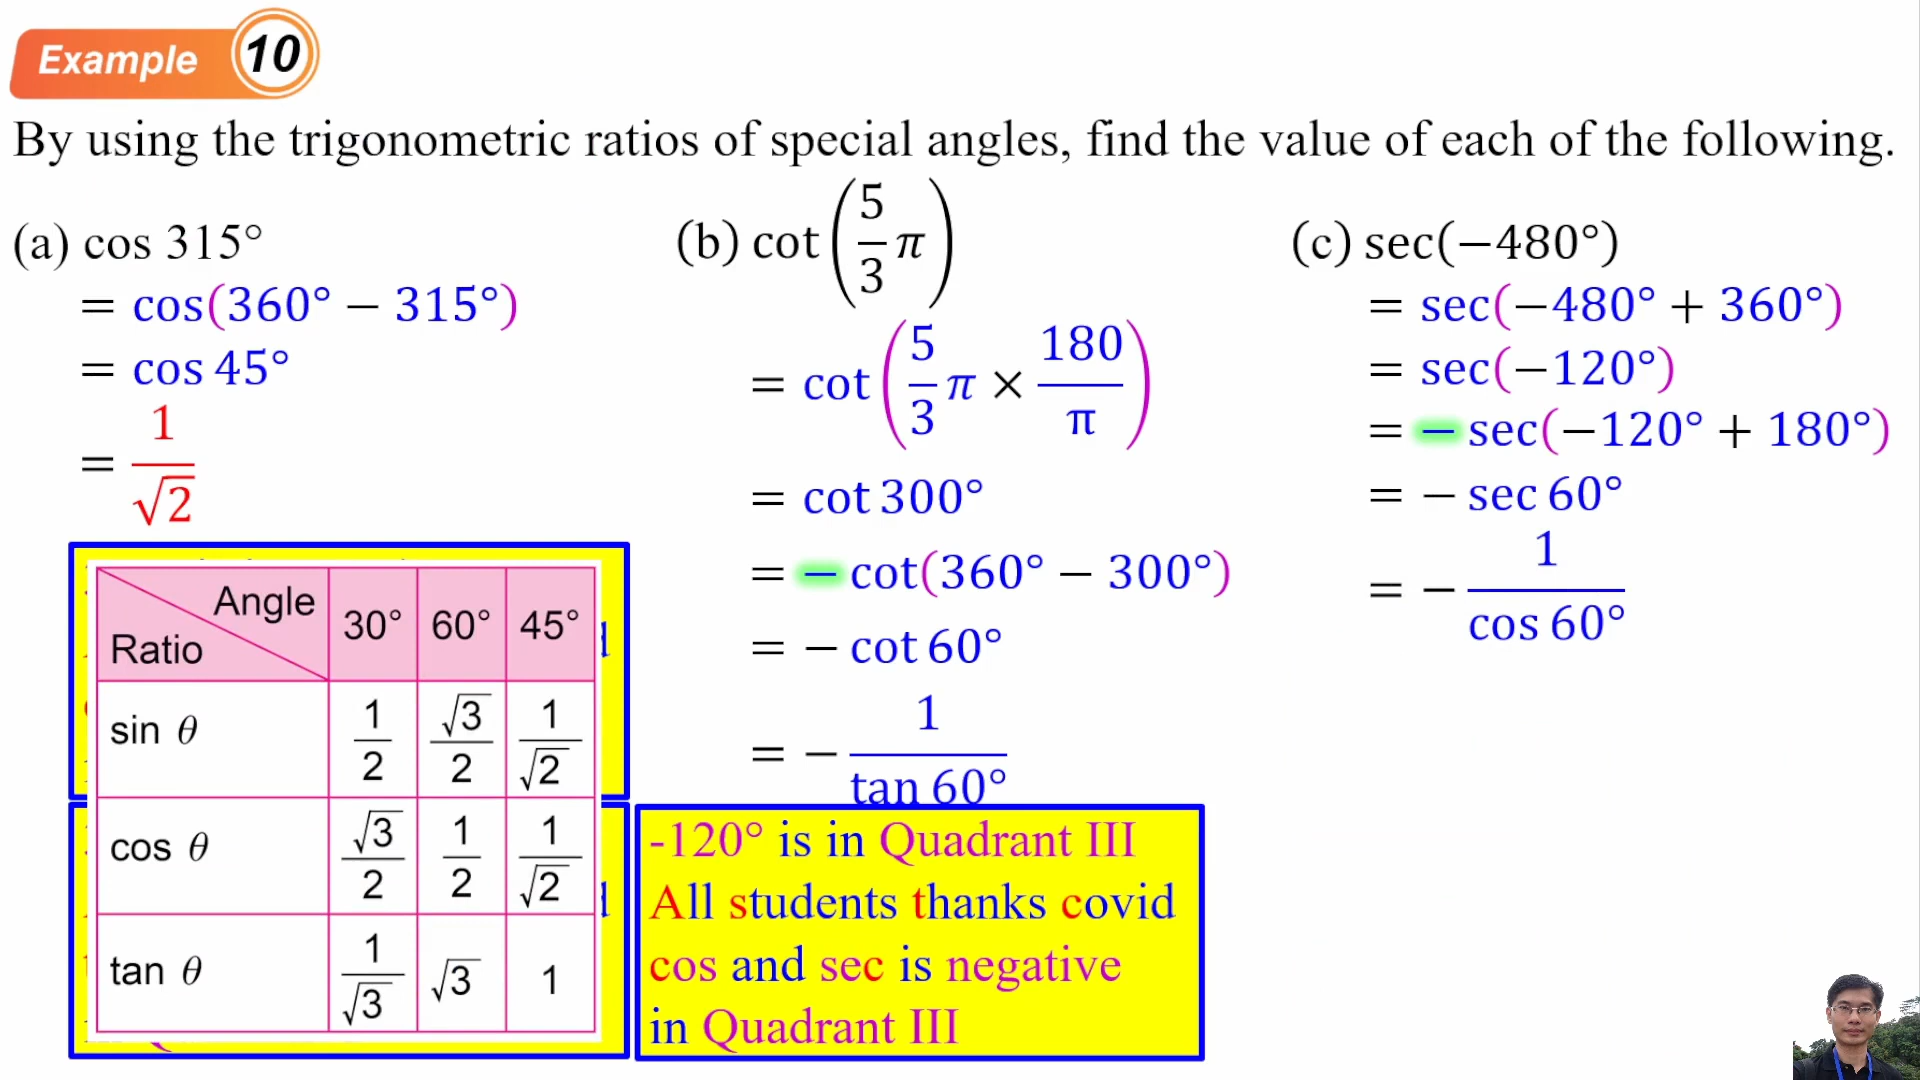 Example 10
By using the trigonometric ratios of special angles, find the value of each of the following.
(a) cos 315°
= cos(360° − 315°)
= cos 45°
= 1/√2
(b) cot(5/3 π)
= cot(5/3 π × 180/π)
= cot 300°
= − cot(360° − 300°)
= − cot 60°
= − 1/tan 60°
(c) sec(−480°)
= sec(−480° + 360°)
= sec(−120°)
= − sec(−120° + 180°)
= − sec 60°
= − 1/cos 60°
Angle 30° 60° 45°
Ratio
sin θ 1/2 √3/2 1/√2
cos θ √3/2 1/2 1/√2
tan θ 1/√3 √3 1
-120° is in Quadrant III
All students thanks covid
cos and sec is negative
in Quadrant III